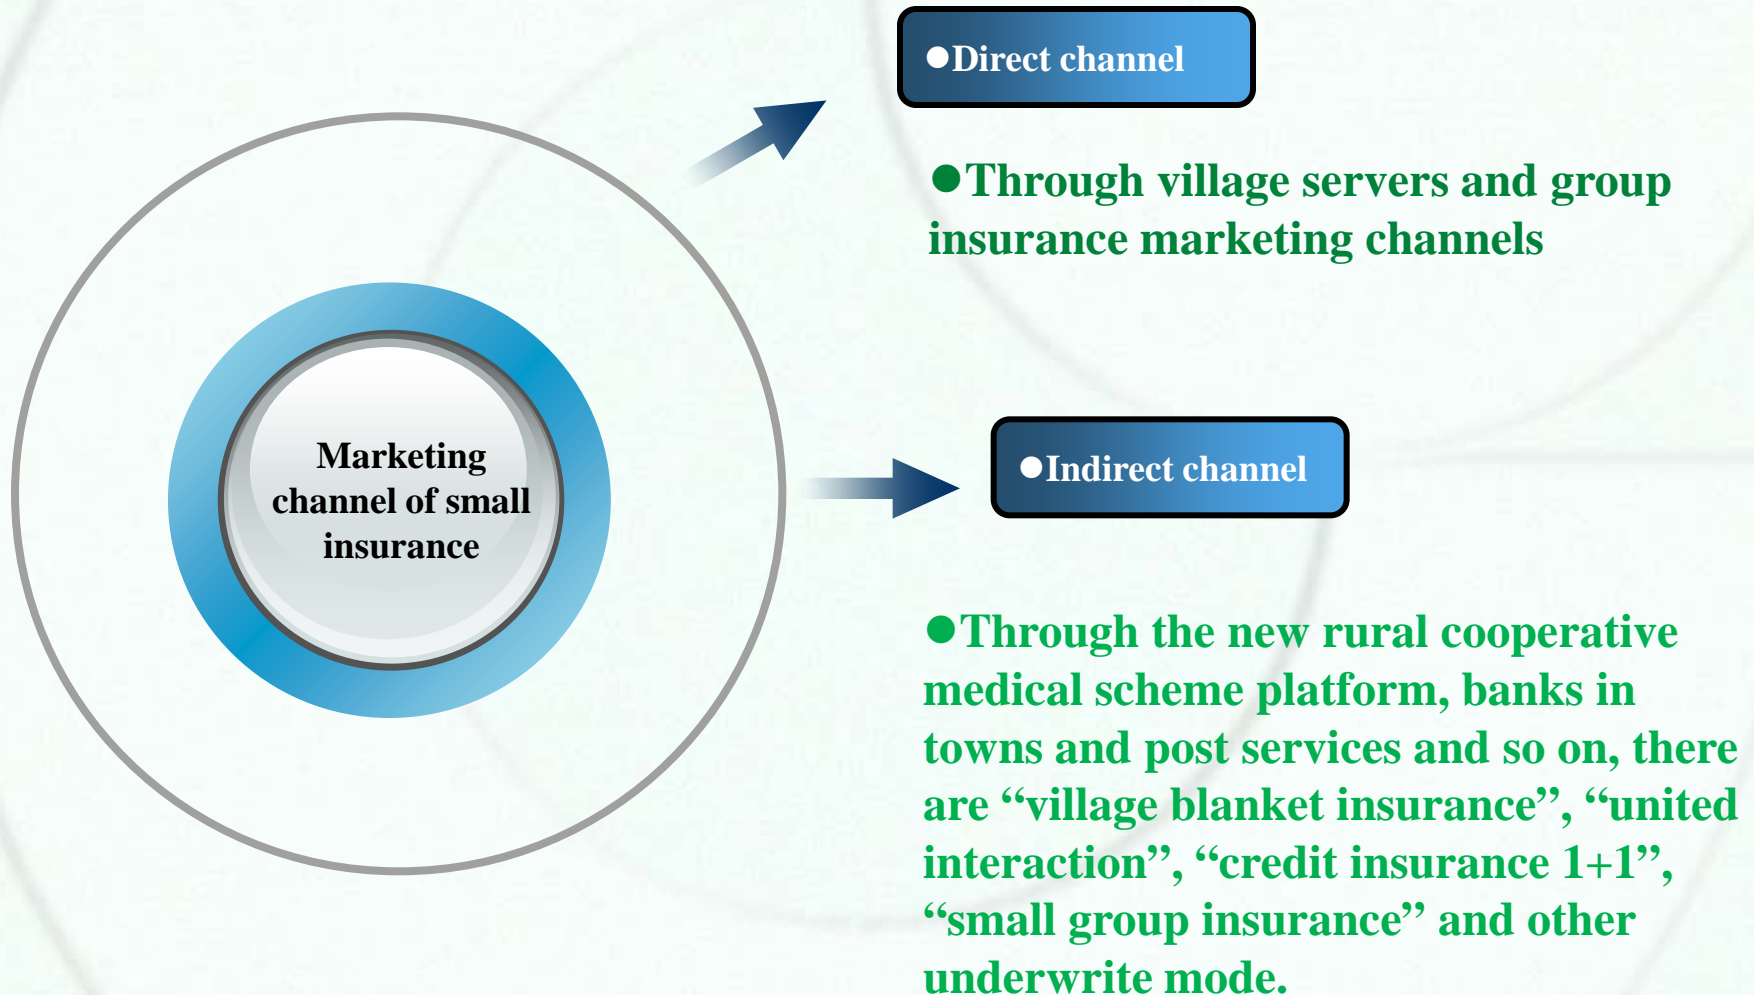 Marketing
channel of small
insurance
●Direct channel
●Through village servers and group
insurance marketing channels
●Indirect channel
●Through the new rural cooperative
medical scheme platform, banks in
towns and post services and so on, there
are “village blanket insurance”, “united
interaction”, “credit insurance 1+1”,
“small group insurance” and other
underwrite mode.